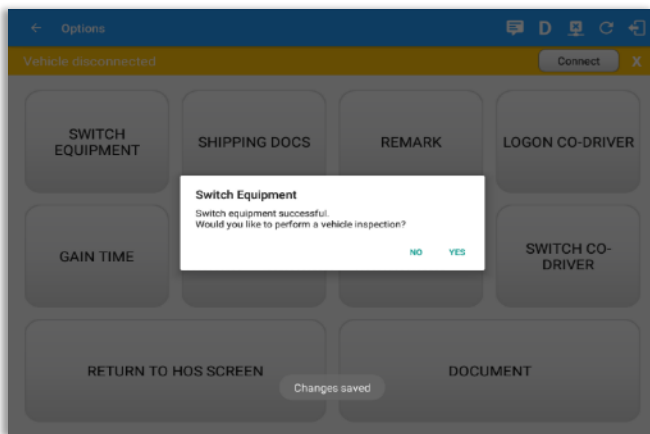 Options
D
Vehicle disconnected
Connect
X
SWITCH
EQUIPMENT
SHIPPING DOCS
REMARK
LOGON CO-DRIVER
Switch Equipment
Switch equipment successful.
Would you like to perform a vehicle inspection?
NO YES
GAIN TIME
SWITCH CO-
DRIVER
RETURN TO HOS SCREEN
DOCUMENT
Changes saved